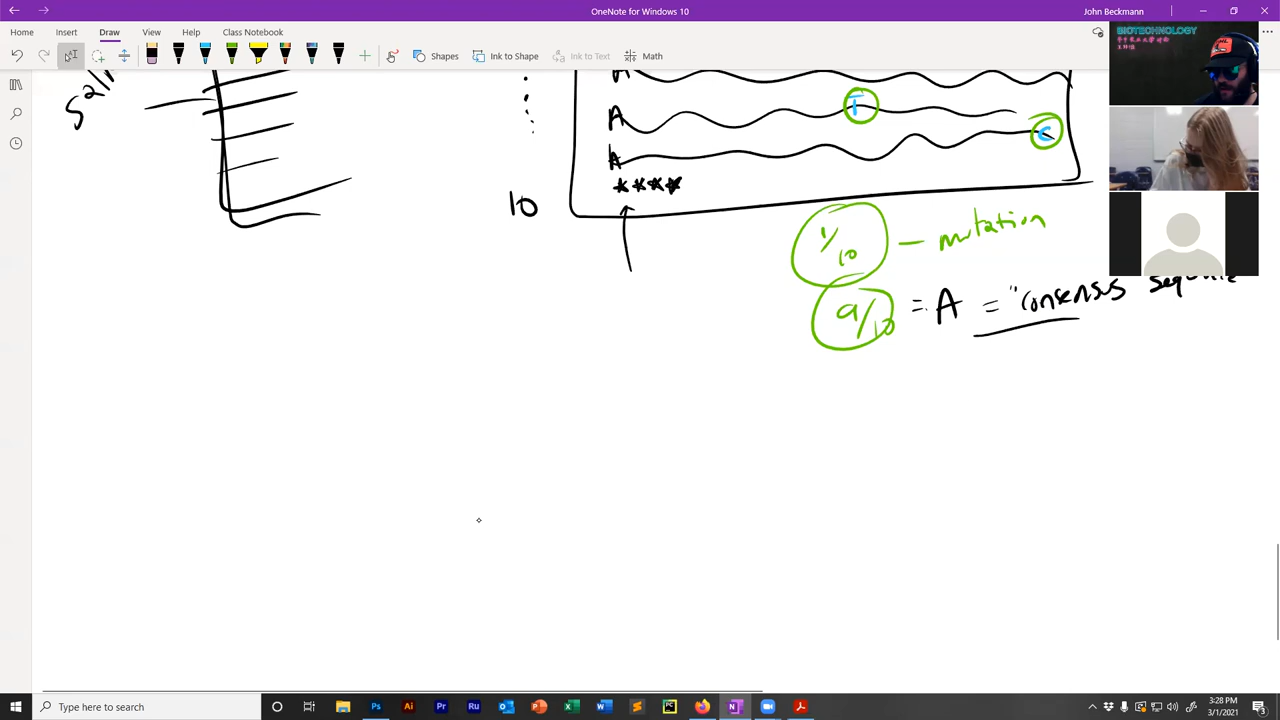 OneNote for Windows 10
John Beckmann
Home
Insert
Draw
View
Help
Class Notebook
Shapes
Ink to Shape
Ink to Text
Math
BIOTECHNOLOGY
A
T
A
C
A
****
10
1/10 — mutation
9/10 = A = "consensus
Type here to search
3:28 PM
3/1/2021